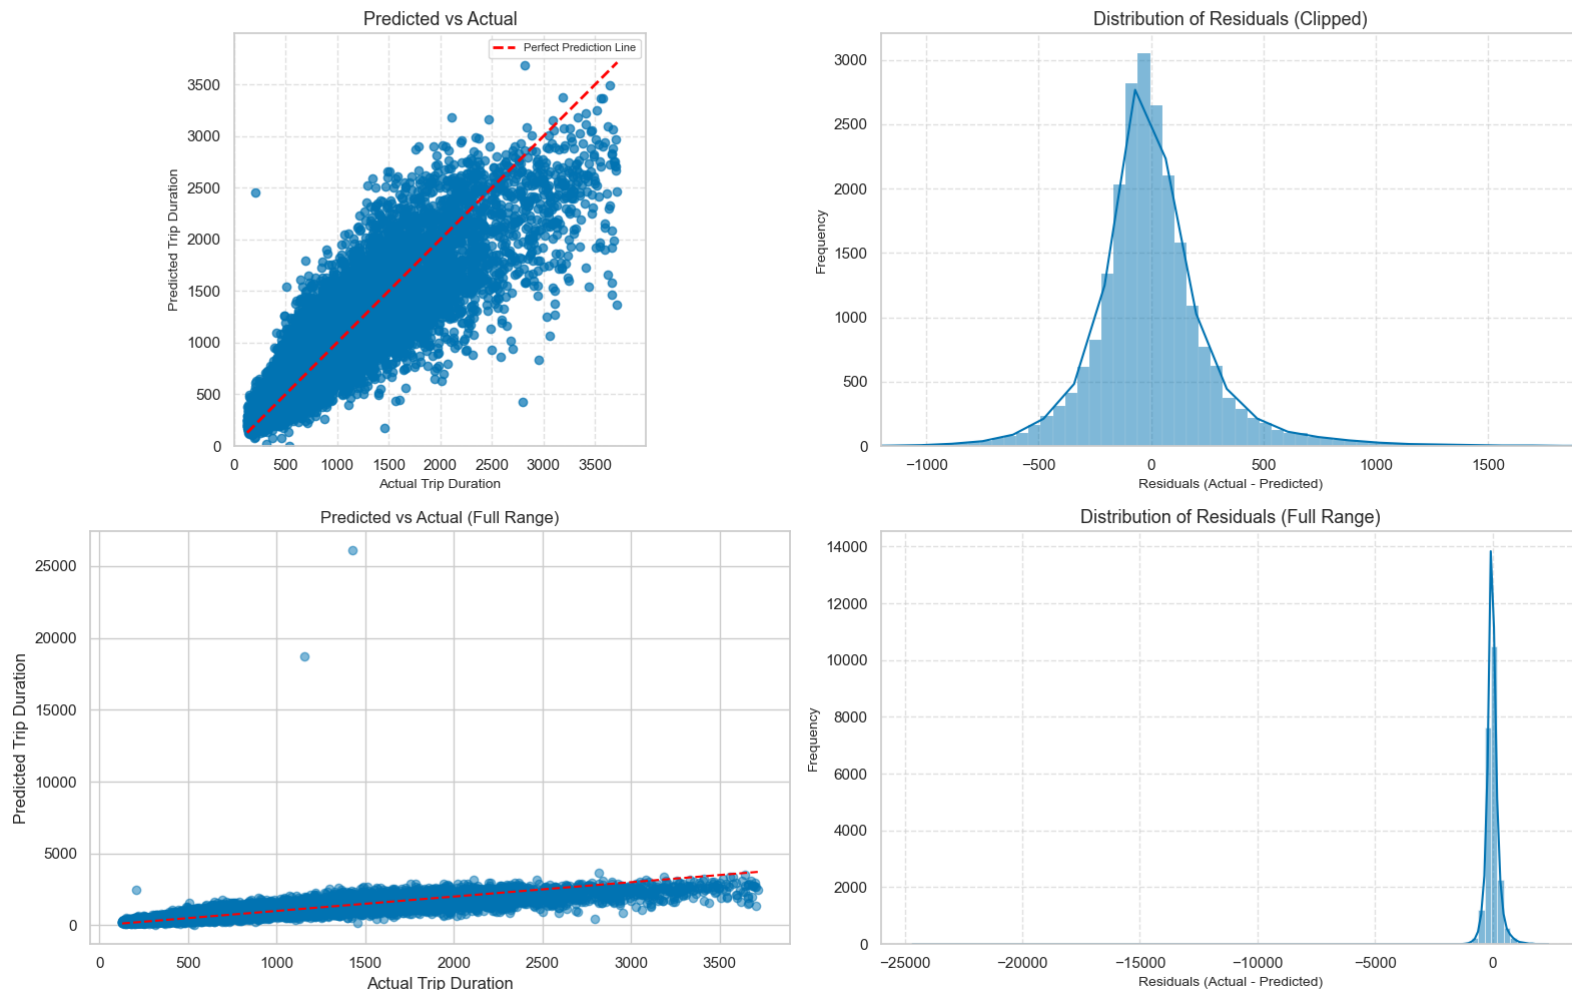 Predicted vs Actual
Perfect Prediction Line
Predicted Trip Duration
3500
3000
2500
2000
1500
1000
500
0
0 500 1000 1500 2000 2500 3000 3500
Actual Trip Duration
Distribution of Residuals (Clipped)
Frequency
3000
2500
2000
1500
1000
500
0
−1000 −500 0 500 1000 1500
Residuals (Actual - Predicted)
Predicted vs Actual (Full Range)
Predicted Trip Duration
25000
20000
15000
10000
5000
0
0 500 1000 1500 2000 2500 3000 3500
Actual Trip Duration
Distribution of Residuals (Full Range)
Frequency
14000
12000
10000
8000
6000
4000
2000
0
−25000 −20000 −15000 −10000 −5000 0
Residuals (Actual - Predicted)